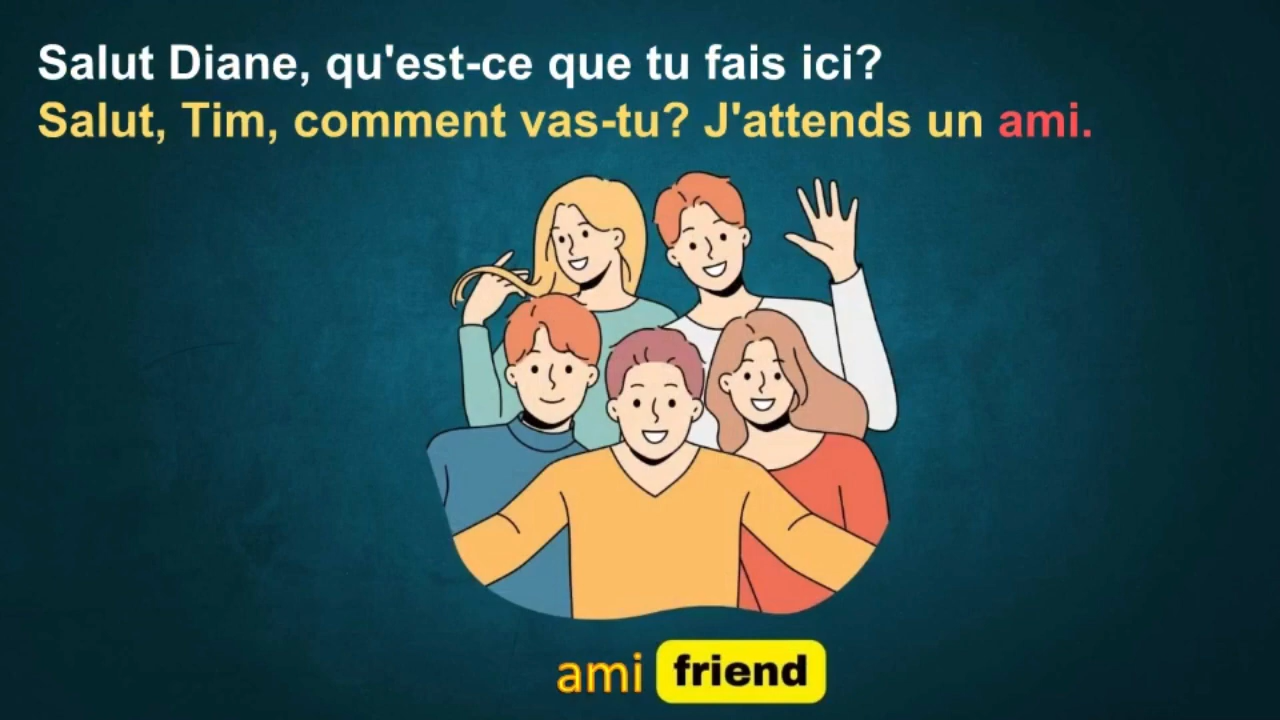 Salut Diane, qu'est-ce que tu fais ici?
Salut, Tim, comment vas-tu? J'attends un ami.
ami friend